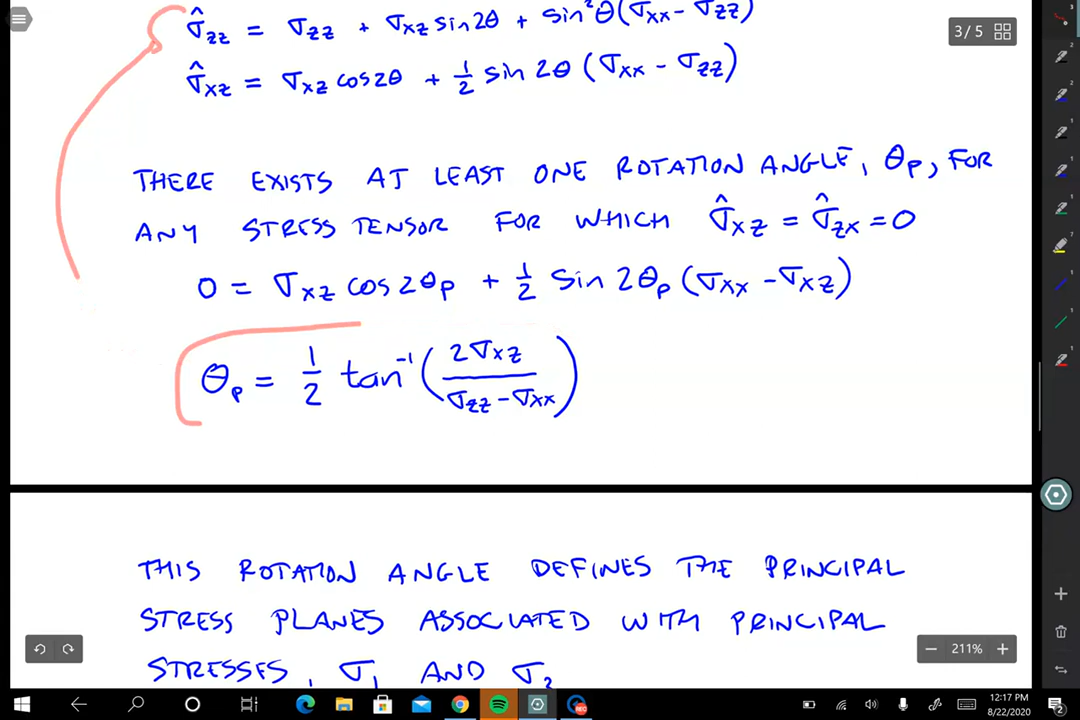 σ̂zz = σzz + σxz sin2θ + sin²θ(σxx - σzz)
3/5
σ̂xz = σxz cos2θ + 1/2 sin 2θ (σxx - σzz)
THERE EXISTS AT LEAST ONE ROTATION ANGLE, θp, FOR
ANY STRESS TENSOR FOR WHICH σ̂xz = σ̂zx = 0
0 = σxz cos 2θp + 1/2 sin 2θp (σxx - σxz)
θp = 1/2 tan⁻¹(2σxz / (σzz - σxx))
THIS ROTATION ANGLE DEFINES THE PRINCIPAL
STRESS PLANES ASSOCIATED WITH PRINCIPAL
211%
STRESSES, σ1 AND σ2
12:17 PM
8/22/2020